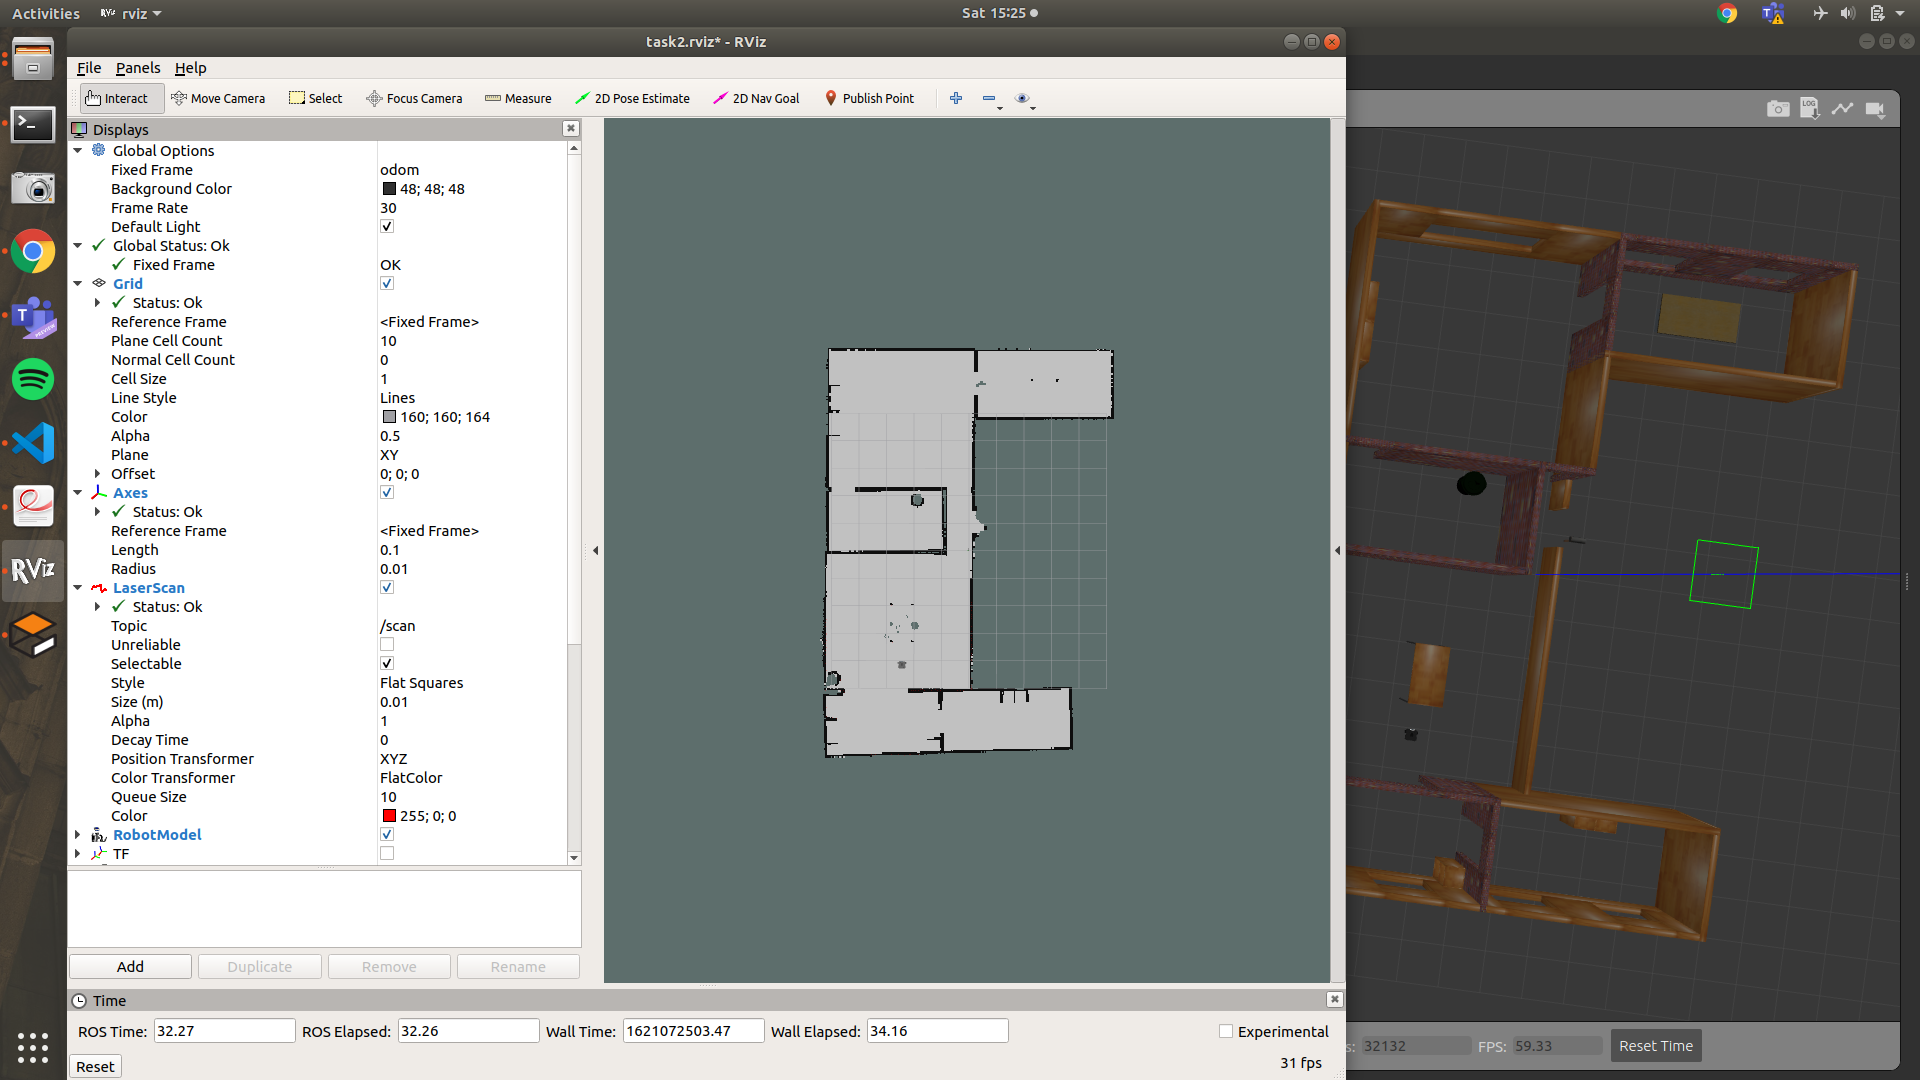 Activities
rviz
Sat 15:25
task2.rviz* - RViz
File Panels Help
Interact Move Camera Select Focus Camera Measure 2D Pose Estimate 2D Nav Goal Publish Point
LOG
Displays
Global Options
Fixed Frame odom
Background Color 48; 48; 48
Frame Rate 30
Default Light
Global Status: Ok
Fixed Frame OK
Grid
Status: Ok
Reference Frame <Fixed Frame>
Plane Cell Count 10
Normal Cell Count 0
Cell Size 1
Line Style Lines
Color 160; 160; 164
Alpha 0.5
Plane XY
Offset 0; 0; 0
Axes
Status: Ok
Reference Frame <Fixed Frame>
Length 0.1
Radius 0.01
LaserScan
Status: Ok
Topic /scan
Unreliable
Selectable
Style Flat Squares
Size (m) 0.01
Alpha 1
Decay Time 0
Position Transformer XYZ
Color Transformer FlatColor
Queue Size 10
Color 255; 0; 0
RobotModel
TF
RViz
Add Duplicate Remove Rename
Time
ROS Time: 32.27 ROS Elapsed: 32.26 Wall Time: 1621072503.47 Wall Elapsed: 34.16 Experimental
s: 32132 FPS: 59.33 Reset Time
Reset 31 fps